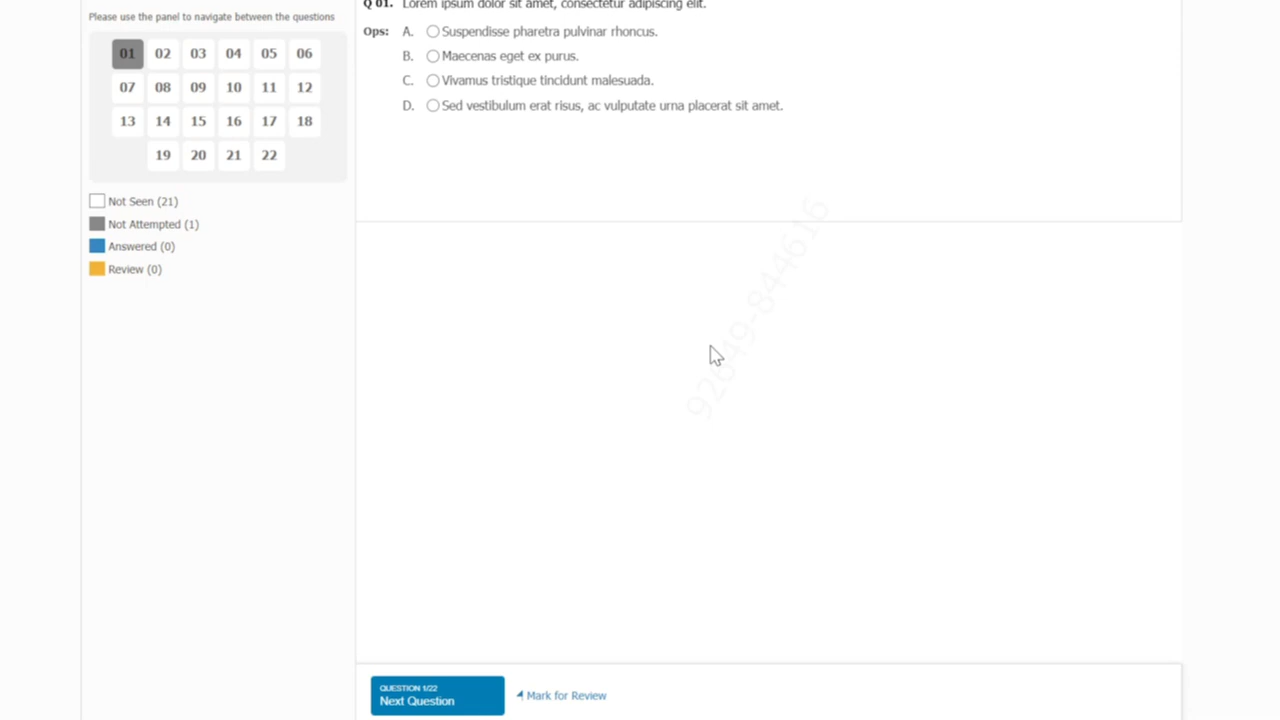 Please use the panel to navigate between the questions
01 02 03 04 05 06
07 08 09 10 11 12
13 14 15 16 17 18
19 20 21 22
Not Seen (21)
Not Attempted (1)
Answered (0)
Review (0)
Q 01. Lorem ipsum dolor sit amet, consectetur adipiscing elit.
Ops: A. Suspendisse pharetra pulvinar rhoncus.
B. Maecenas eget ex purus.
C. Vivamus tristique tincidunt malesuada.
D. Sed vestibulum erat risus, ac vulputate urna placerat sit amet.
QUESTION 1/22
Next Question
Mark for Review